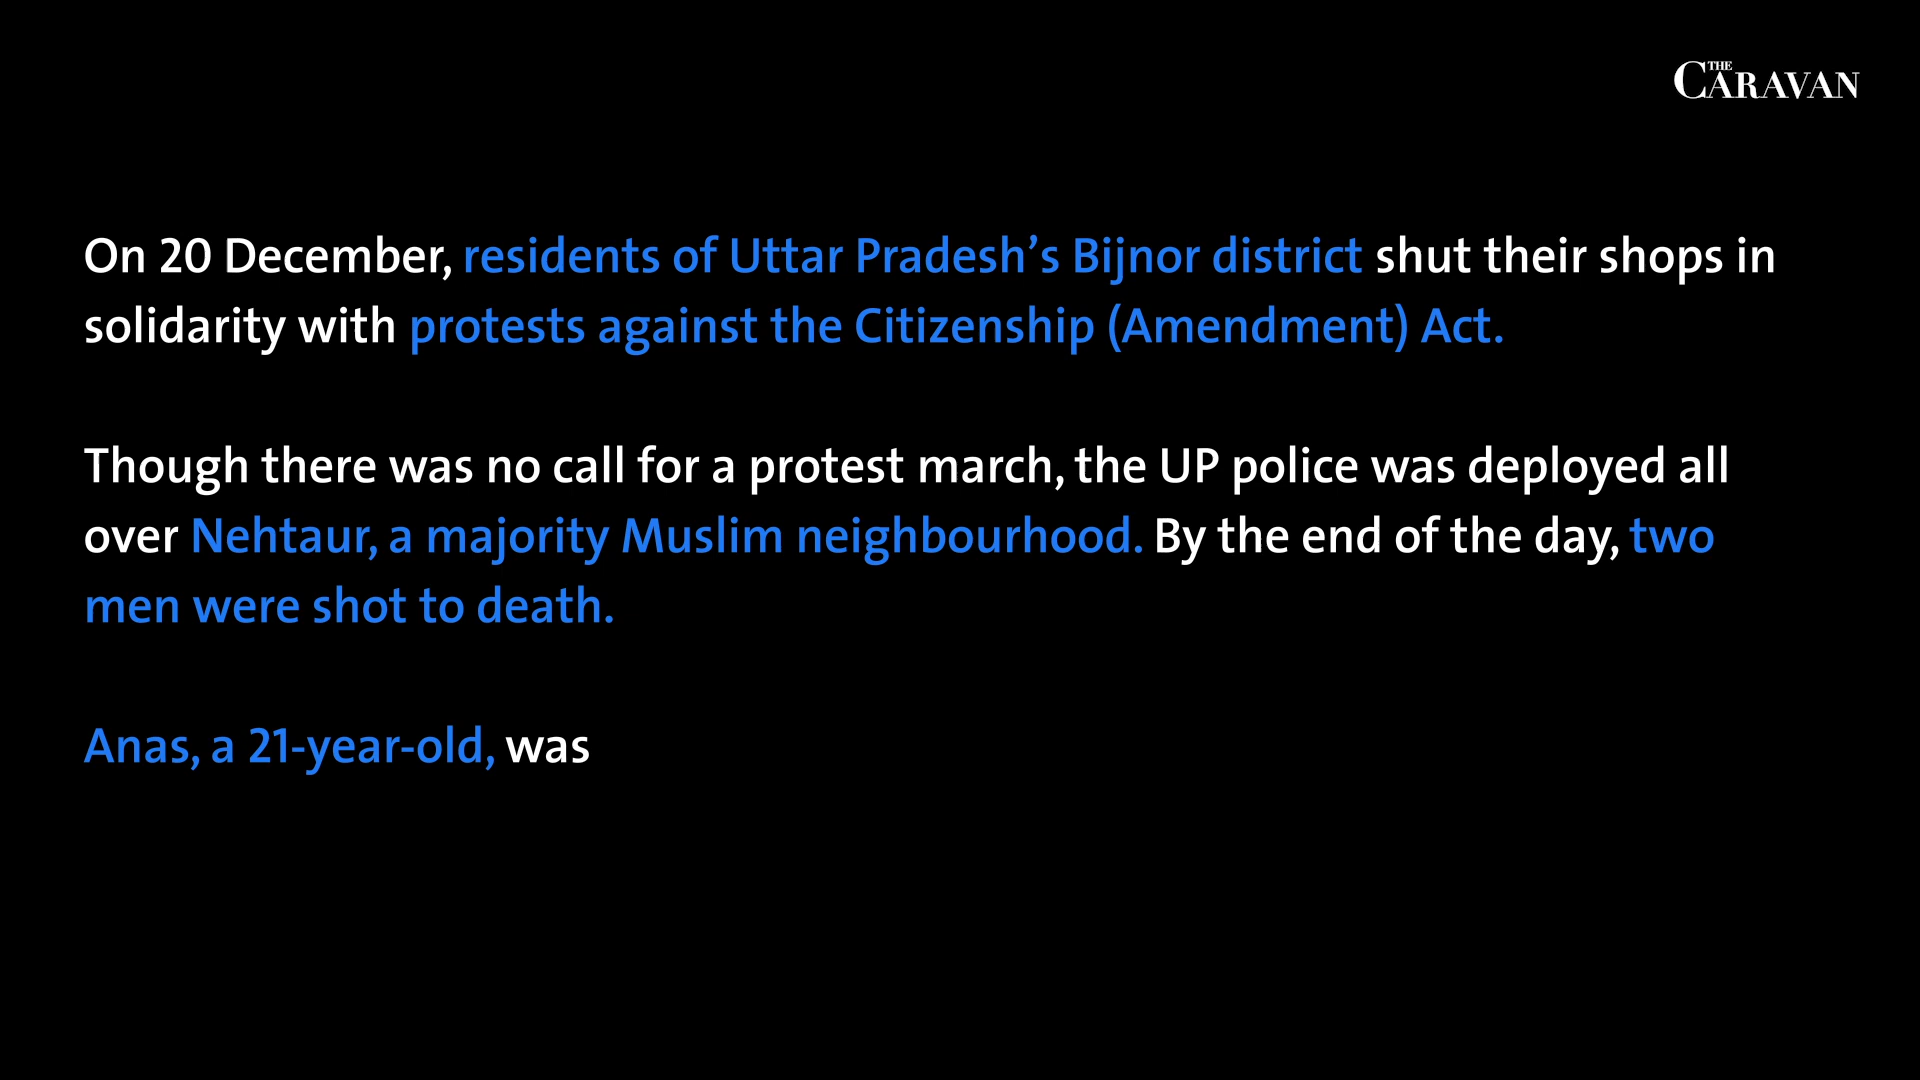 THE CARAVAN
On 20 December, residents of Uttar Pradesh’s Bijnor district shut their shops in
solidarity with protests against the Citizenship (Amendment) Act.
Though there was no call for a protest march, the UP police was deployed all
over Nehtaur, a majority Muslim neighbourhood. By the end of the day, two
men were shot to death.
Anas, a 21-year-old, was